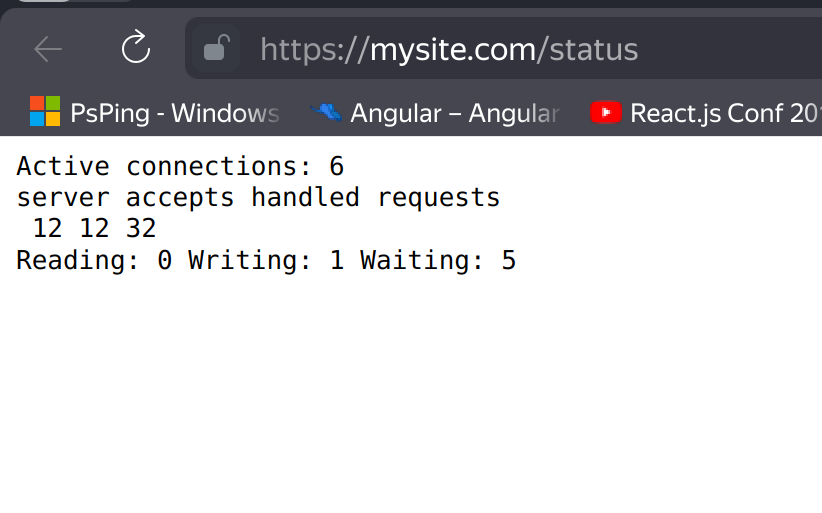 https://mysite.com/status
PsPing - Windows Angular – Angular React.js Conf 20
Active connections: 6
server accepts handled requests
12 12 32
Reading: 0 Writing: 1 Waiting: 5